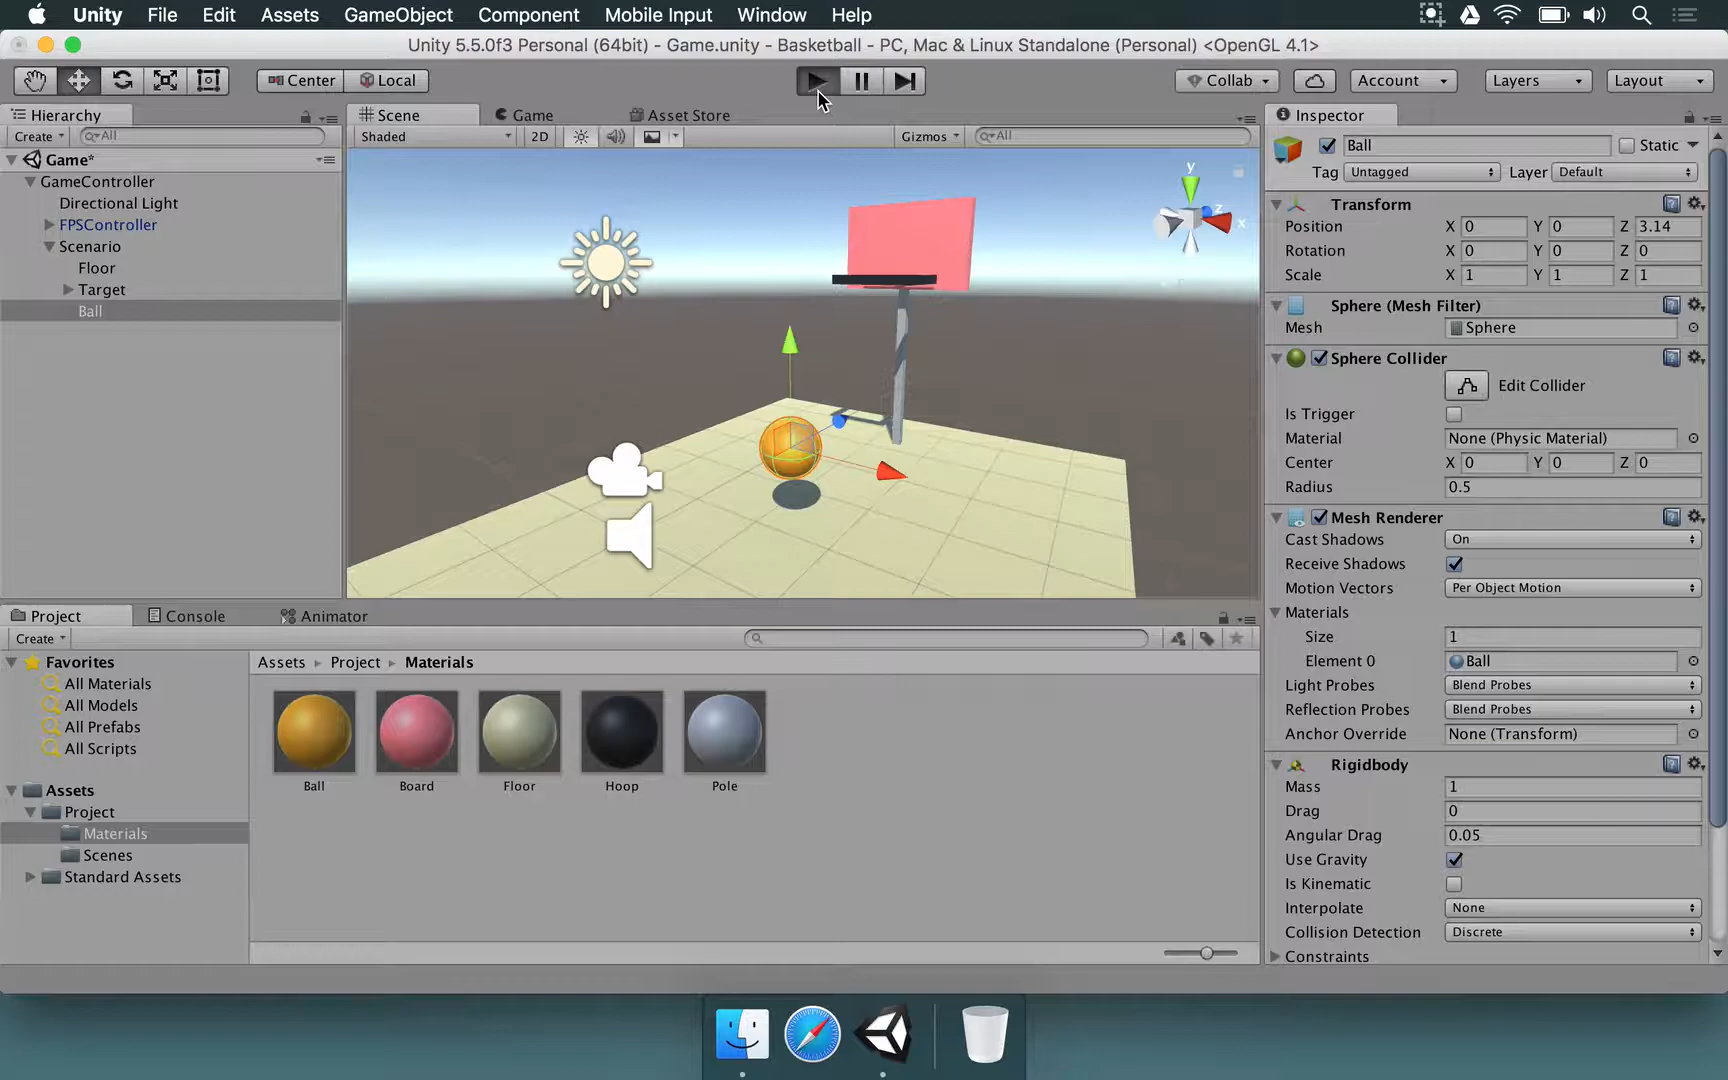 Unity File Edit Assets GameObject Component Mobile Input Window Help
Unity 5.5.0f3 Personal (64bit) - Game.unity - Basketball - PC, Mac & Linux Standalone (Personal) <OpenGL 4.1>
Center Local Collab Account Layers Layout
Hierarchy
Create All
Game*
GameController
Directional Light
FPSController
Scenario
Floor
Target
Ball
Scene Game Asset Store
Shaded 2D Gizmos All
y
z
x
Inspector
Ball Static
Tag Untagged Layer Default
Transform
Position X 0 Y 0 Z 3.14
Rotation X 0 Y 0 Z 0
Scale X 1 Y 1 Z 1
Sphere (Mesh Filter)
Mesh Sphere
Sphere Collider
Edit Collider
Is Trigger
Material None (Physic Material)
Center X 0 Y 0 Z 0
Radius 0.5
Mesh Renderer
Cast Shadows On
Receive Shadows
Motion Vectors Per Object Motion
Materials
Size 1
Element 0 Ball
Light Probes Blend Probes
Reflection Probes Blend Probes
Anchor Override None (Transform)
Rigidbody
Mass 1
Drag 0
Angular Drag 0.05
Use Gravity
Is Kinematic
Interpolate None
Collision Detection Discrete
Constraints
Project Console Animator
Create
Favorites
All Materials
All Models
All Prefabs
All Scripts
Assets
Project
Materials
Scenes
Standard Assets
Assets Project Materials
Ball Board Floor Hoop Pole